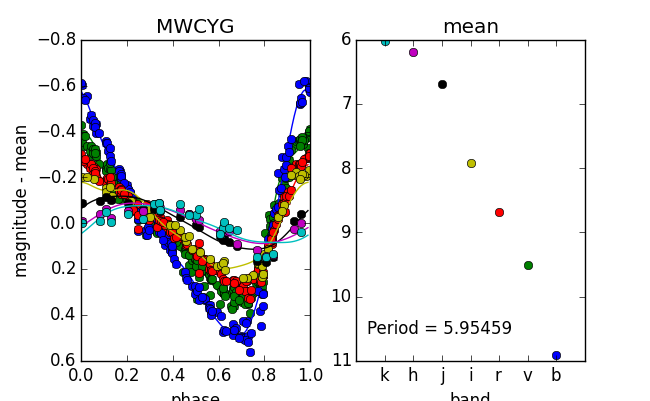 MWCYG
mean
−0.8
−0.6
−0.4
−0.2
0.0
0.2
0.4
0.6
magnitude - mean
0.0 0.2 0.4 0.6 0.8 1.0
phase
6
7
8
9
10
11
Period = 5.95459
k h j i r v b
band